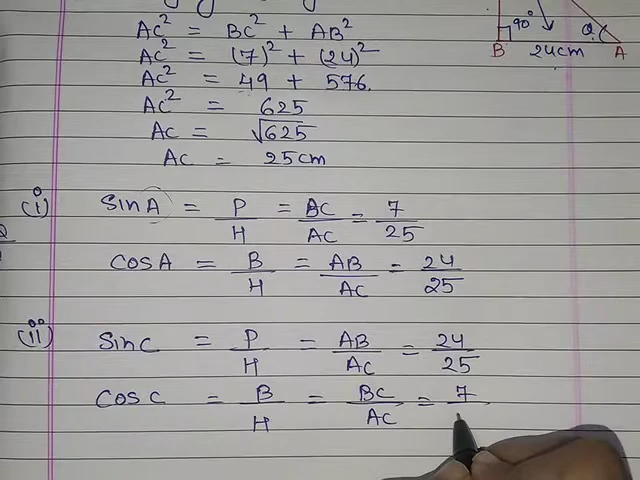 AC² = BC² + AB²
AC² = (7)² + (24)²
AC² = 49 + 576.
AC² = 625
AC = √625
AC = 25cm
90°
B 24cm A
(i) SinA = P/H = BC/AC = 7/25
COSA = B/H = AB/AC = 24/25
(ii) SinC = P/H = AB/AC = 24/25
COSC = B/H = BC/AC = 7/